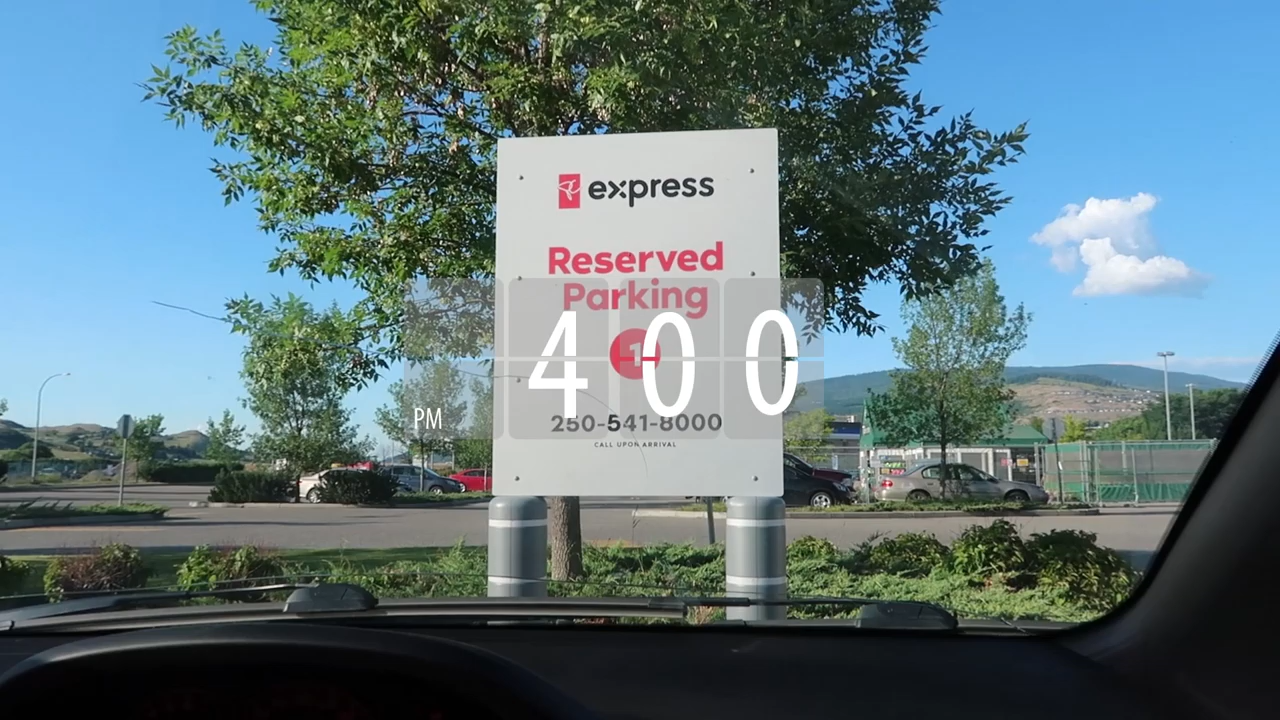 express
Reserved
Parking
1
4 0 0
PM
250-541-8000
CALL UPON ARRIVAL